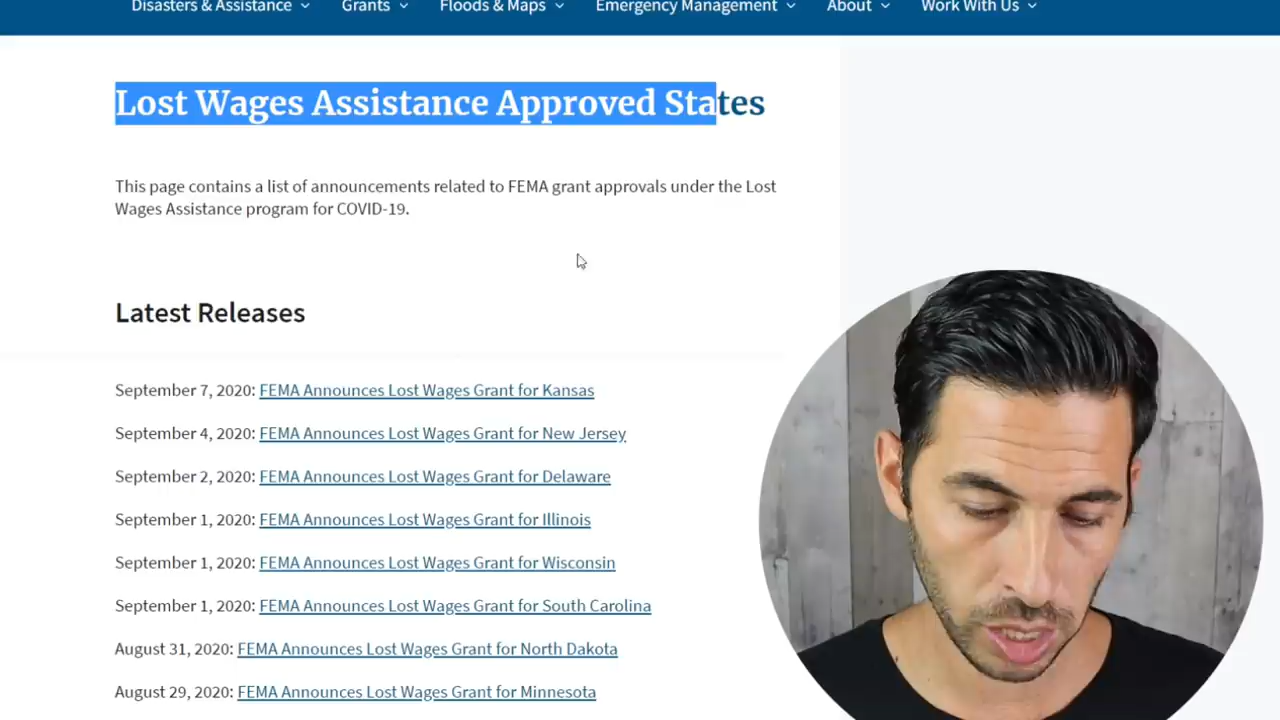 Disasters & Assistance Grants Floods & Maps Emergency Management About Work With Us
Lost Wages Assistance Approved States
This page contains a list of announcements related to FEMA grant approvals under the Lost
Wages Assistance program for COVID-19.
Latest Releases
September 7, 2020: FEMA Announces Lost Wages Grant for Kansas
September 4, 2020: FEMA Announces Lost Wages Grant for New Jersey
September 2, 2020: FEMA Announces Lost Wages Grant for Delaware
September 1, 2020: FEMA Announces Lost Wages Grant for Illinois
September 1, 2020: FEMA Announces Lost Wages Grant for Wisconsin
September 1, 2020: FEMA Announces Lost Wages Grant for South Carolina
August 31, 2020: FEMA Announces Lost Wages Grant for North Dakota
August 29, 2020: FEMA Announces Lost Wages Grant for Minnesota